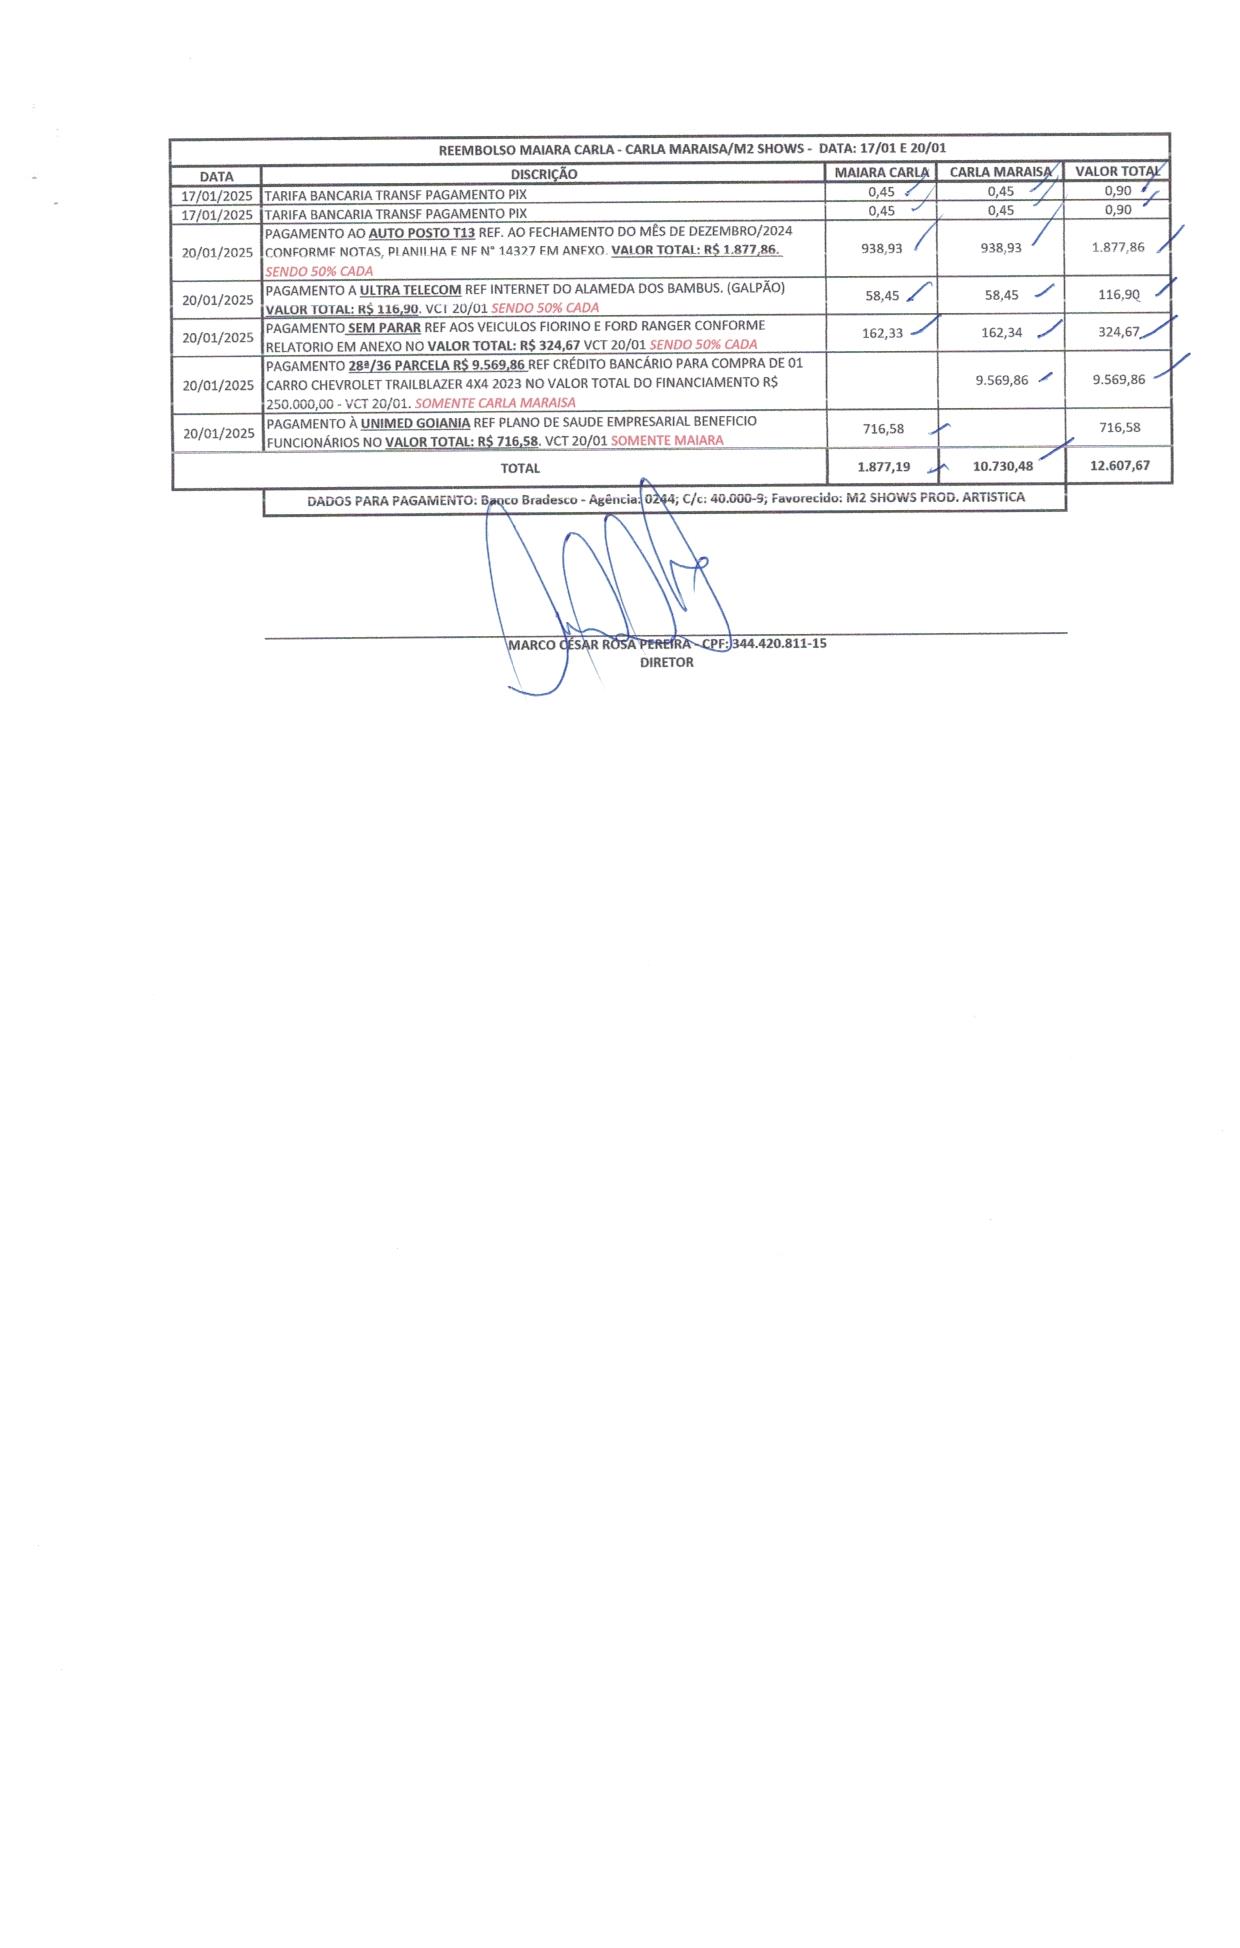 REEMBOLSO MAIARA CARLA - CARLA MARAISA/M2 SHOWS - DATA: 17/01 E 20/01
DATA DISCRIÇÃO MAIARA CARLA CARLA MARAISA VALOR TOTAL
17/01/2025 TARIFA BANCARIA TRANSF PAGAMENTO PIX 0,45 0,45 0,90
17/01/2025 TARIFA BANCARIA TRANSF PAGAMENTO PIX 0,45 0,45 0,90
PAGAMENTO AO AUTO POSTO T13 REF. AO FECHAMENTO DO MÊS DE DEZEMBRO/2024
20/01/2025 CONFORME NOTAS, PLANILHA E NF N° 14327 EM ANEXO. VALOR TOTAL: R$ 1.877,86. 938,93 938,93 1.877,86
SENDO 50% CADA
PAGAMENTO A ULTRA TELECOM REF INTERNET DO ALAMEDA DOS BAMBUS. (GALPÃO)
20/01/2025 VALOR TOTAL: R$ 116,90. VCT 20/01 SENDO 50% CADA 58,45 58,45 116,90
PAGAMENTO SEM PARAR REF AOS VEICULOS FIORINO E FORD RANGER CONFORME
20/01/2025 RELATORIO EM ANEXO NO VALOR TOTAL: R$ 324,67 VCT 20/01 SENDO 50% CADA 162,33 162,34 324,67
PAGAMENTO 28ª/36 PARCELA R$ 9.569,86 REF CRÉDITO BANCÁRIO PARA COMPRA DE 01
20/01/2025 CARRO CHEVROLET TRAILBLAZER 4X4 2023 NO VALOR TOTAL DO FINANCIAMENTO R$ 9.569,86 9.569,86
250.000,00 - VCT 20/01. SOMENTE CARLA MARAISA
PAGAMENTO À UNIMED GOIANIA REF PLANO DE SAUDE EMPRESARIAL BENEFICIO
20/01/2025 FUNCIONÁRIOS NO VALOR TOTAL: R$ 716,58. VCT 20/01 SOMENTE MAIARA 716,58 716,58
TOTAL 1.877,19 10.730,48 12.607,67
DADOS PARA PAGAMENTO: Banco Bradesco - Agência: 0244; C/c: 40.000-9; Favorecido: M2 SHOWS PROD. ARTISTICA
MARCO CÉSAR ROSA PEREIRA - CPF: 344.420.811-15
DIRETOR